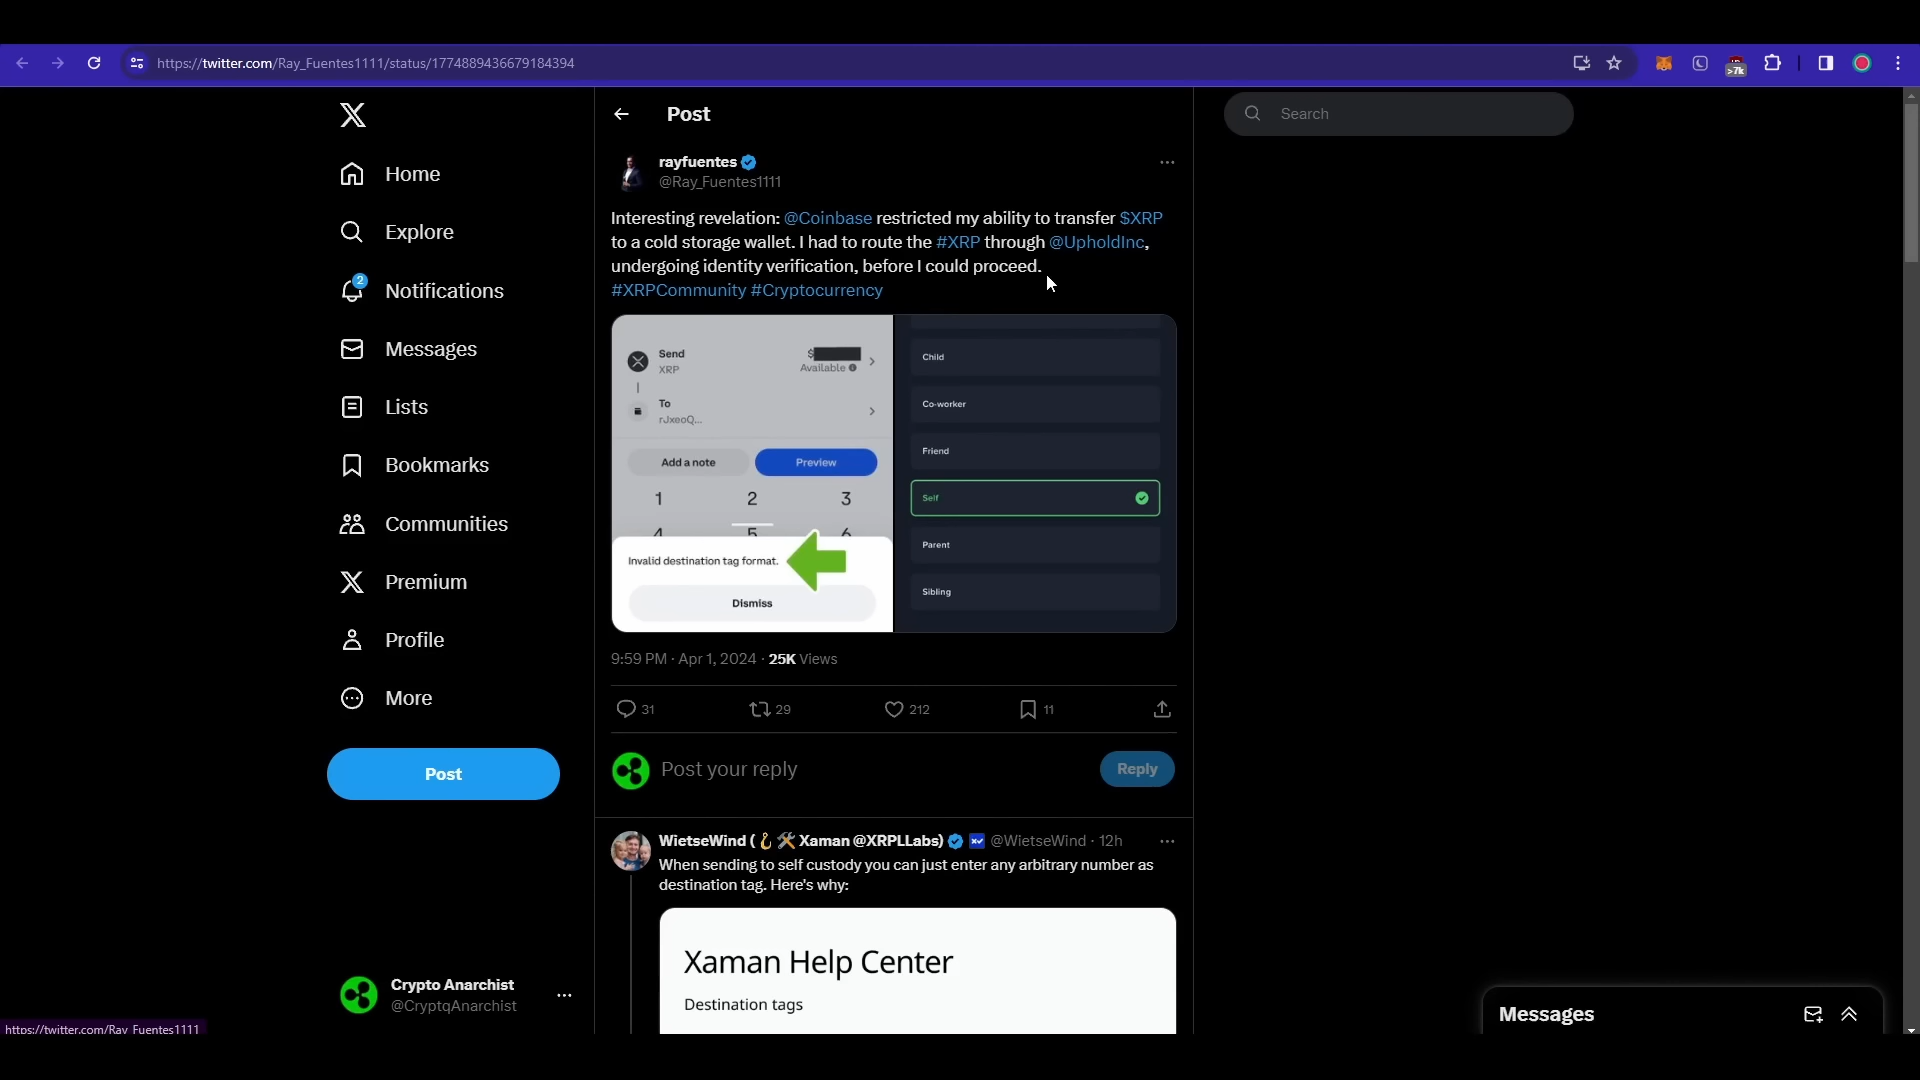 https://twitter.com/Ray_Fuentes1111/status/1774889436679184394
>7k
Post
Search
Home
Explore
2
Notifications
Messages
Lists
Bookmarks
Communities
Premium
Profile
More
Post
rayfuentes
@Ray_Fuentes1111
Interesting revelation: @Coinbase restricted my ability to transfer $XRP
to a cold storage wallet. I had to route the #XRP through @UpholdInc,
undergoing identity verification, before I could proceed.
#XRPCommunity #Cryptocurrency
Send
XRP
$
Available
To
rJxeoQ...
Add a note
Preview
1 2 3
4 5 6
Invalid destination tag format.
Dismiss
Child
Co-worker
Friend
Self
Parent
Sibling
9:59 PM · Apr 1, 2024 · 25K Views
31 29 212 11
Post your reply
Reply
WietseWind ( Xaman @XRPLLabs) @WietseWind · 12h
When sending to self custody you can just enter any arbitrary number as
destination tag. Here's why:
Xaman Help Center
Destination tags
Crypto Anarchist
@CryptqAnarchist
Messages
https://twitter.com/Ray_Fuentes1111